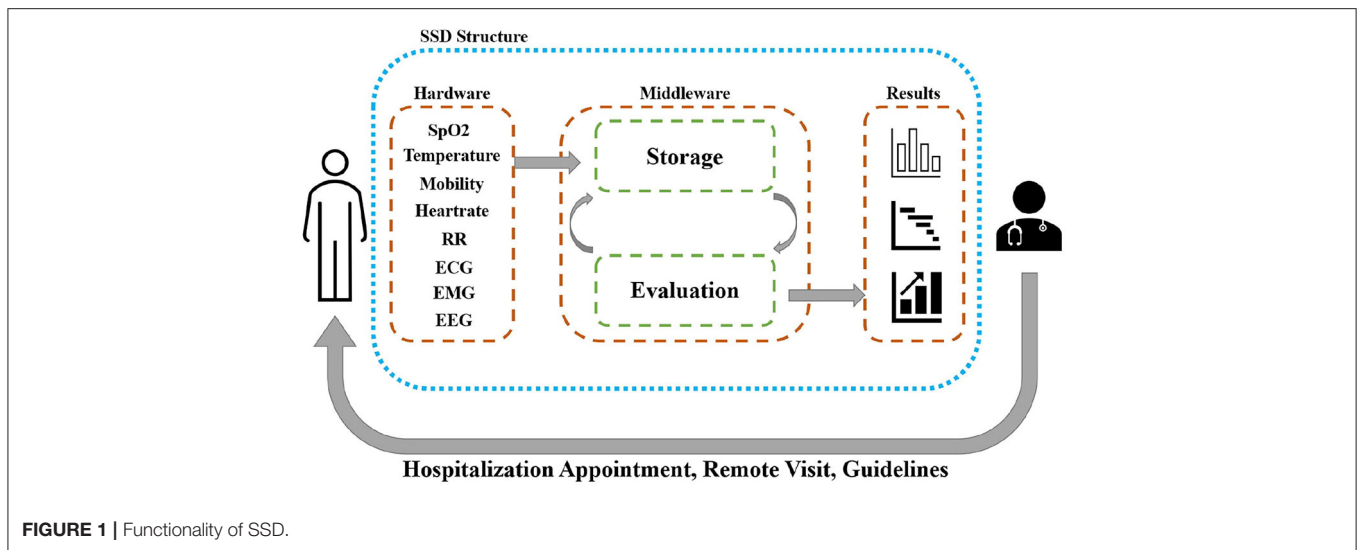 SSD Structure
Hardware
Middleware
Results
SpO2
Temperature
Mobility
Heartrate
RR
ECG
EMG
EEG
Storage
Evaluation
Hospitalization Appointment, Remote Visit, Guidelines
FIGURE 1 | Functionality of SSD.